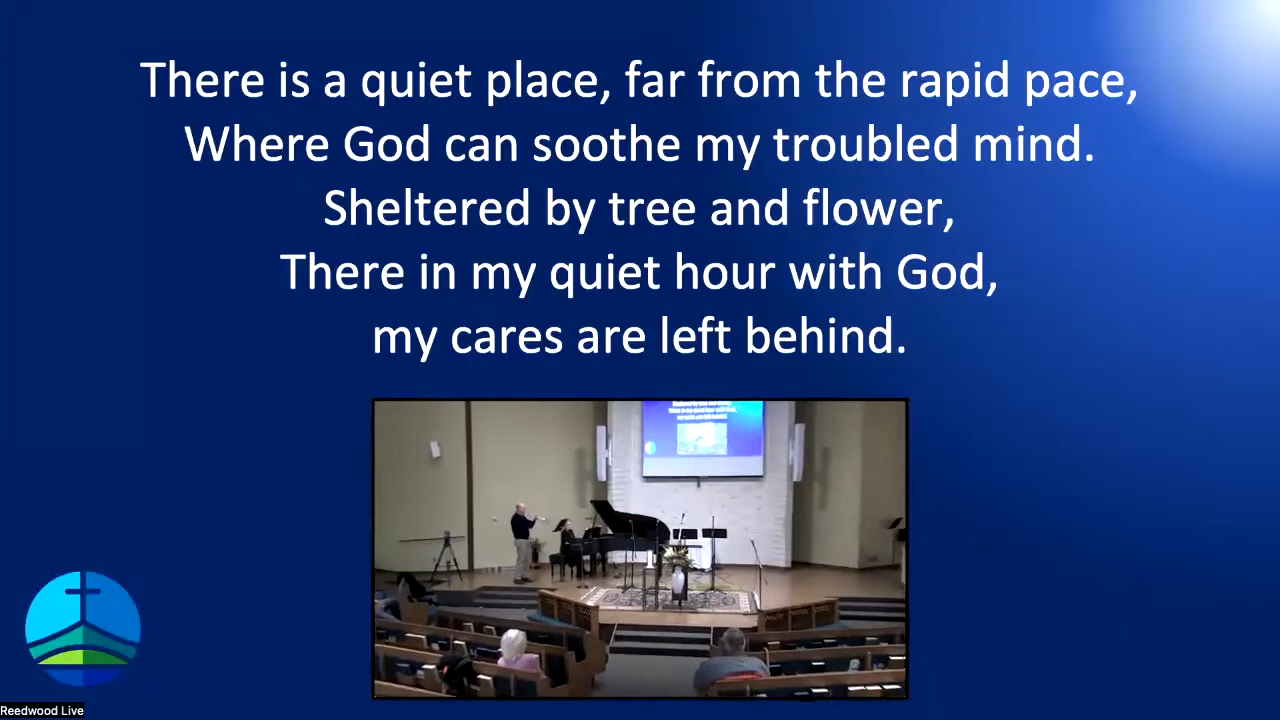 There is a quiet place, far from the rapid pace,
Where God can soothe my troubled mind.
Sheltered by tree and flower,
There in my quiet hour with God,
my cares are left behind.
Reedwood Live